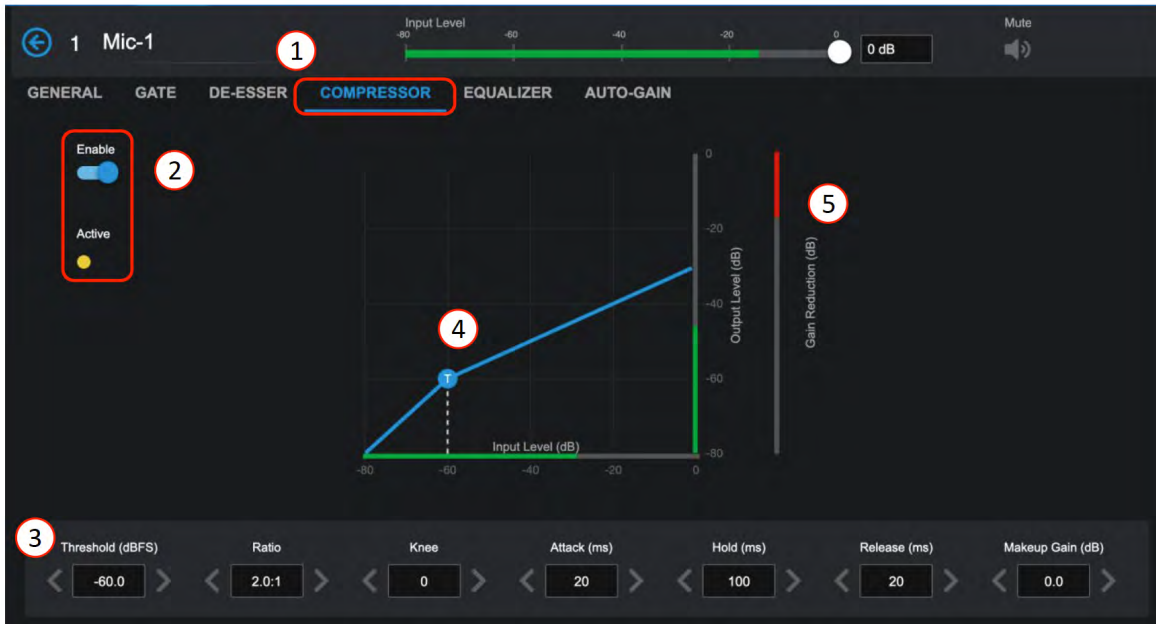 1 Mic-1
Input Level
-80 -60 -40 -20 0
0 dB
Mute
1
GENERAL GATE DE-ESSER COMPRESSOR EQUALIZER AUTO-GAIN
Enable
2
Active
0
-20
-40
-60
-80
Output Level (dB)
5
Gain Reduction (dB)
4
T
Input Level (dB)
-80 -60 -40 -20 0
3
Threshold (dBFS) Ratio Knee Attack (ms) Hold (ms) Release (ms) Makeup Gain (dB)
-60.0 2.0:1 0 20 100 20 0.0